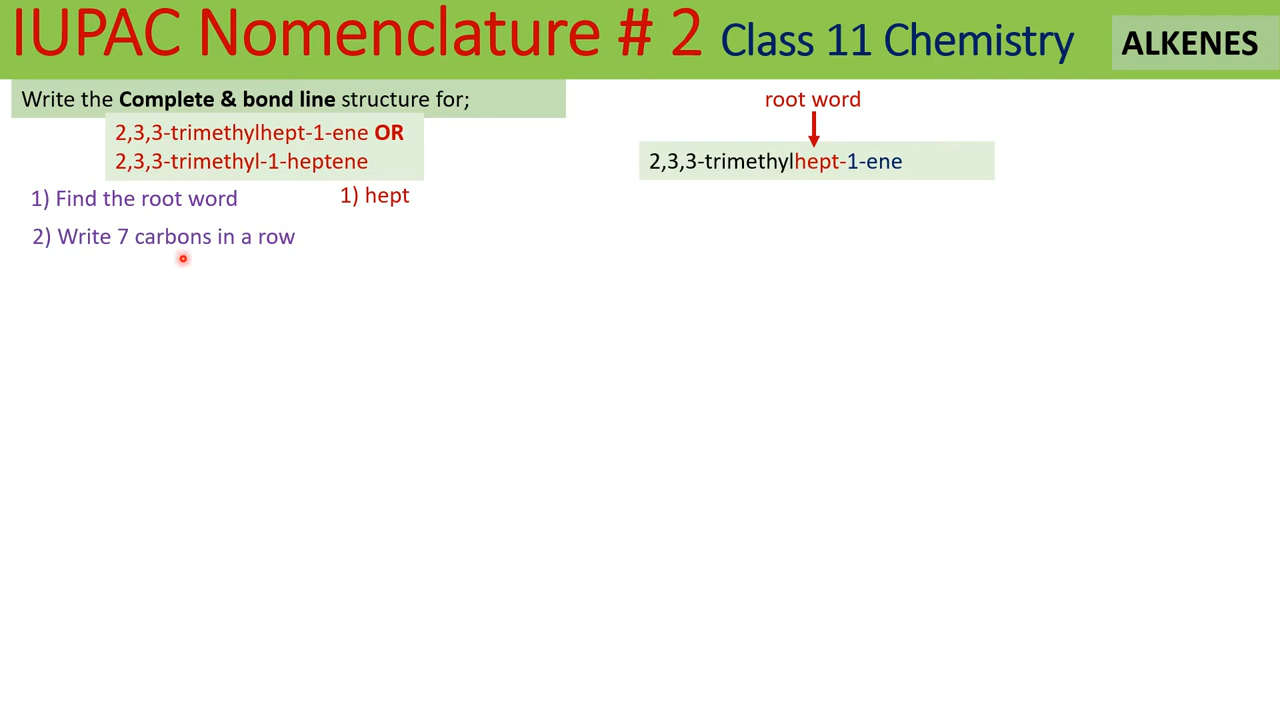 IUPAC Nomenclature # 2 Class 11 Chemistry ALKENES
Write the Complete & bond line structure for;
2,3,3-trimethylhept-1-ene OR
2,3,3-trimethyl-1-heptene
1) Find the root word
1) hept
2) Write 7 carbons in a row
root word
2,3,3-trimethylhept-1-ene